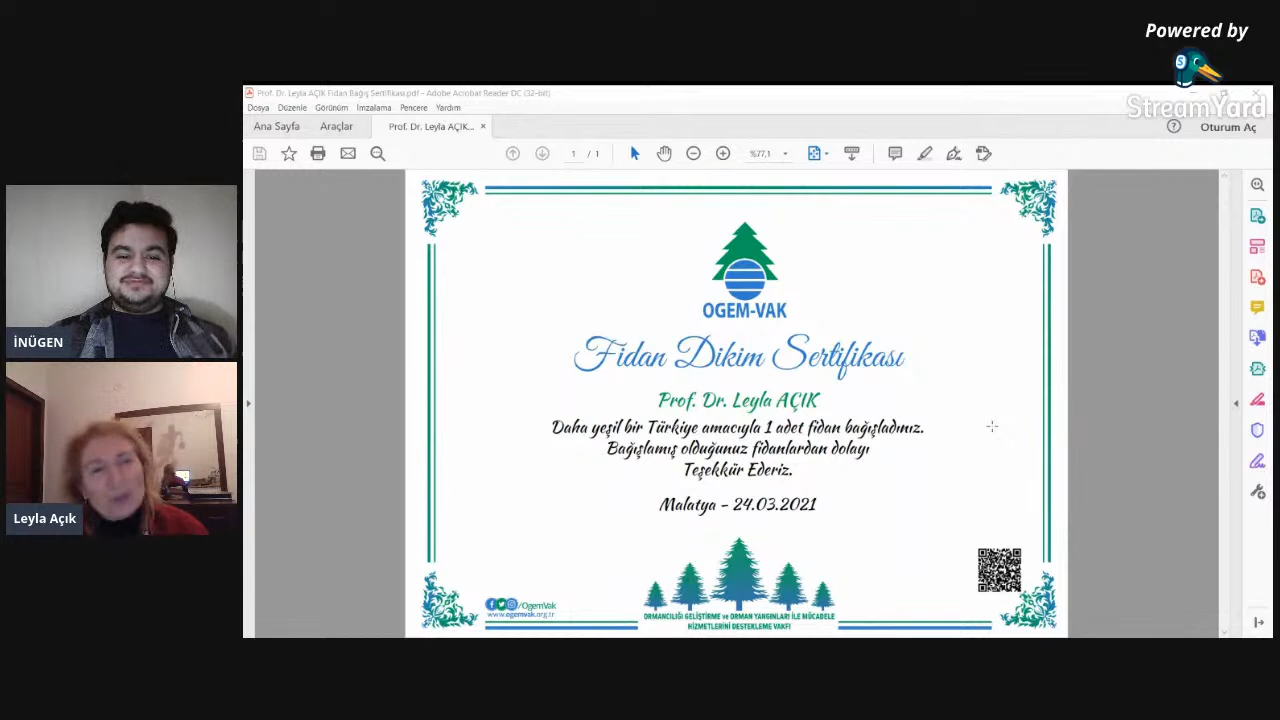 Powered by
StreamYard
Prof. Dr. Leyla AÇIK Fidan Bağış Sertifikası.pdf - Adobe Acrobat Reader DC (32-bit)
Dosya Düzenle Görünüm İmzalama Pencere Yardım
Ana Sayfa Araçlar Prof. Dr. Leyla AÇIK... × Oturum Aç
1 / 1 %77,1
OGEM-VAK
Fidan Dikim Sertifikası
Prof. Dr. Leyla AÇIK
Daha yeşil bir Türkiye amacıyla 1 adet fidan bağışladınız.
Bağışlamış olduğunuz fidanlardan dolayı
Teşekkür Ederiz.
Malatya - 24.03.2021
/OgemVak
www.ogemvak.org.tr
ORMANCILIĞI GELİŞTİRME ve ORMAN YANGINLARI İLE MÜCADELE
HİZMETLERİNİ DESTEKLEME VAKFI
İNÜGEN
Leyla Açık